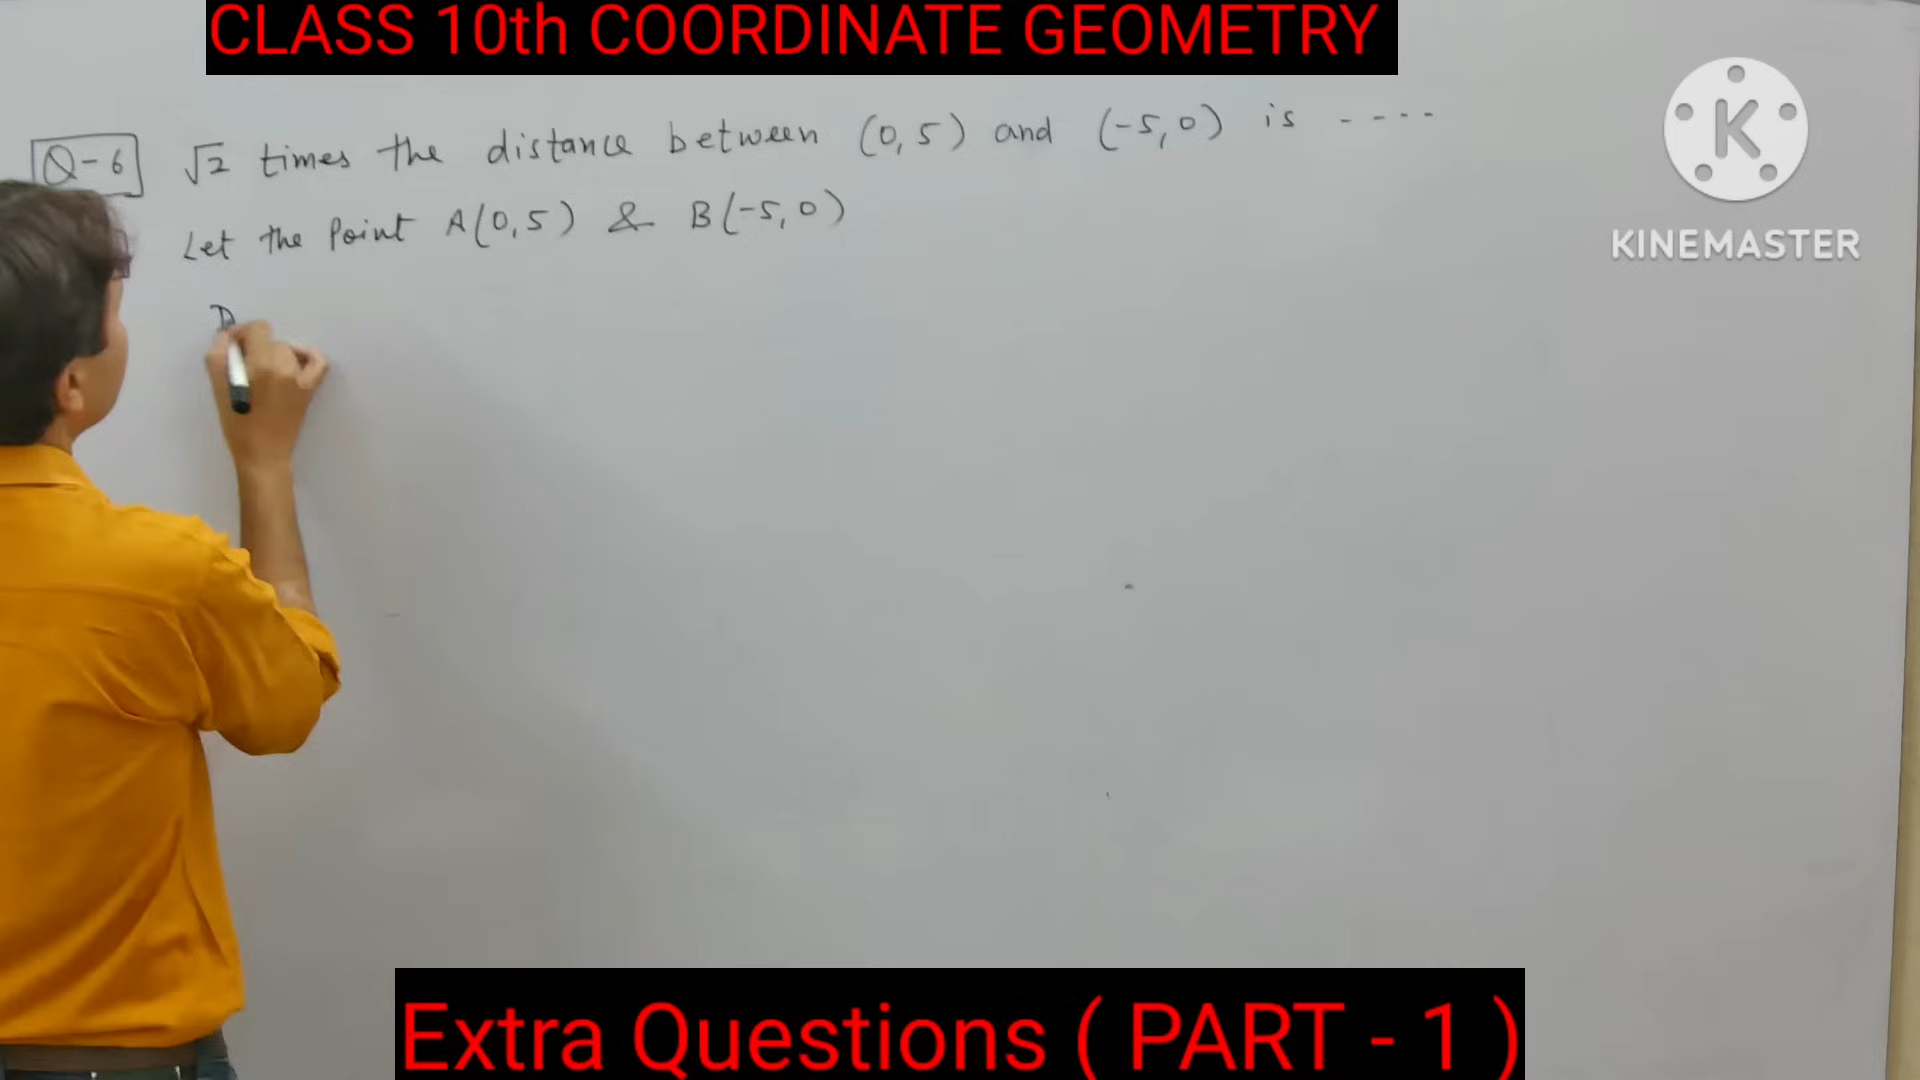 CLASS 10th COORDINATE GEOMETRY
Q-6 √2 times the distance between (0,5) and (-5,0) is ----
Let the Point A(0,5) & B(-5,0)
D
K
KINEMASTER
Extra Questions ( PART - 1 )